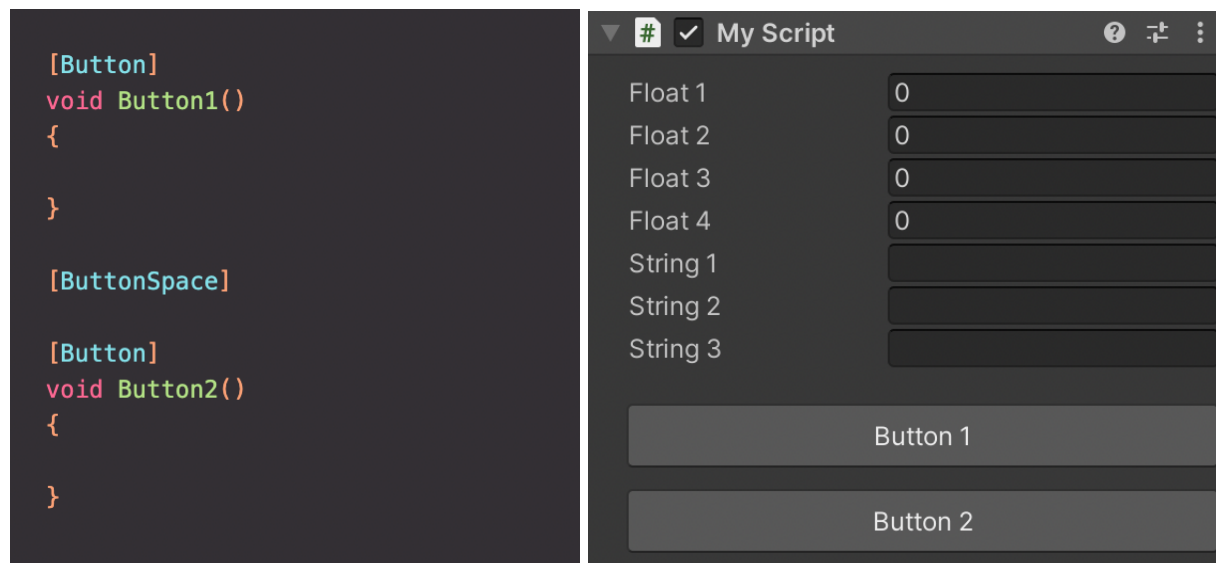 [Button]
void Button1()
{
}
[ButtonSpace]
[Button]
void Button2()
{
}
# My Script
Float 1 0
Float 2 0
Float 3 0
Float 4 0
String 1
String 2
String 3
Button 1
Button 2